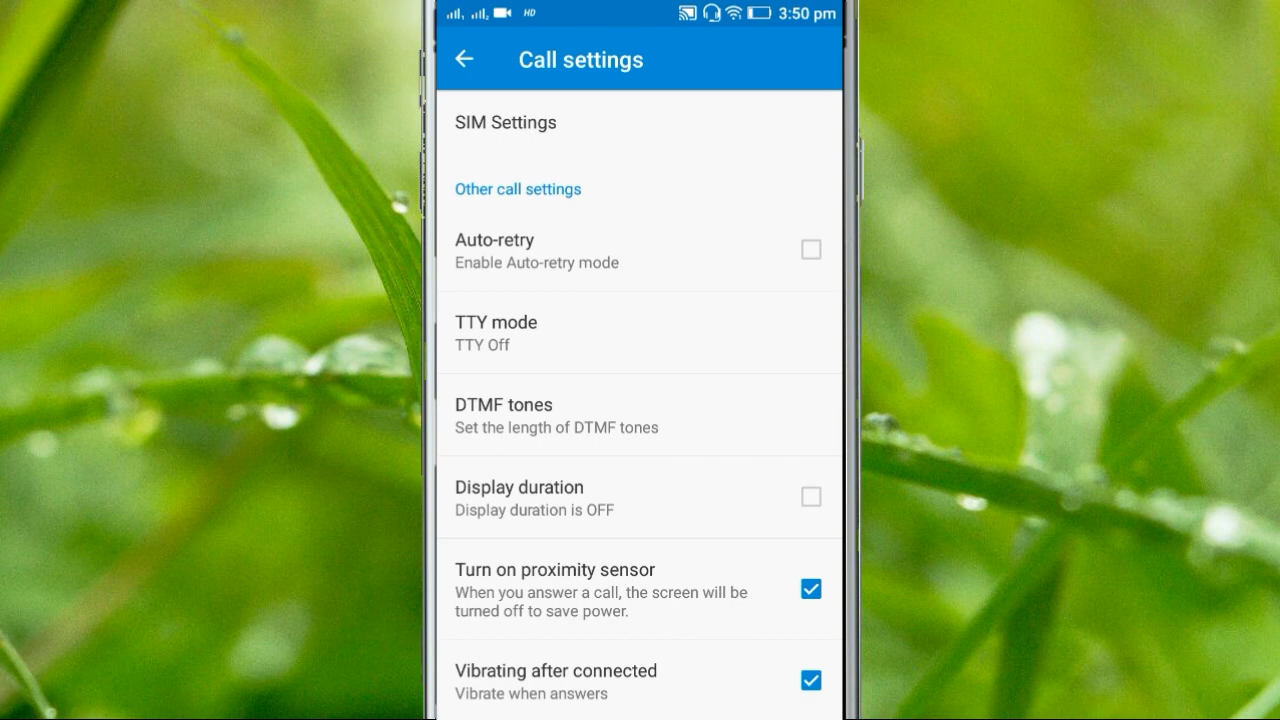 HD 3:50 pm
Call settings
SIM Settings
Other call settings
Auto-retry
Enable Auto-retry mode
TTY mode
TTY Off
DTMF tones
Set the length of DTMF tones
Display duration
Display duration is OFF
Turn on proximity sensor
When you answer a call, the screen will be
turned off to save power.
Vibrating after connected
Vibrate when answers